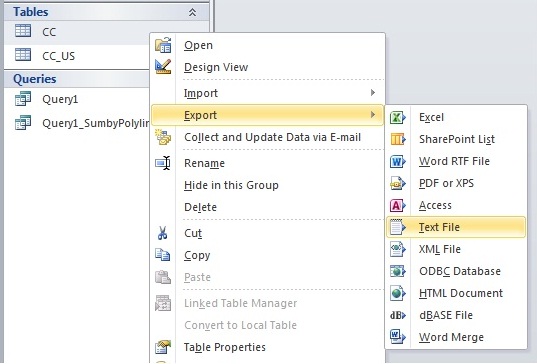 Tables
CC
CC_US
Queries
Query1
Query1_SumbyPolylin
Open
Design View
Import
Export
Collect and Update Data via E-mail
Rename
Hide in this Group
Delete
Cut
Copy
Paste
Linked Table Manager
Convert to Local Table
Table Properties
Excel
SharePoint List
Word RTF File
PDF or XPS
Access
Text File
XML File
ODBC Database
HTML Document
dBASE File
Word Merge